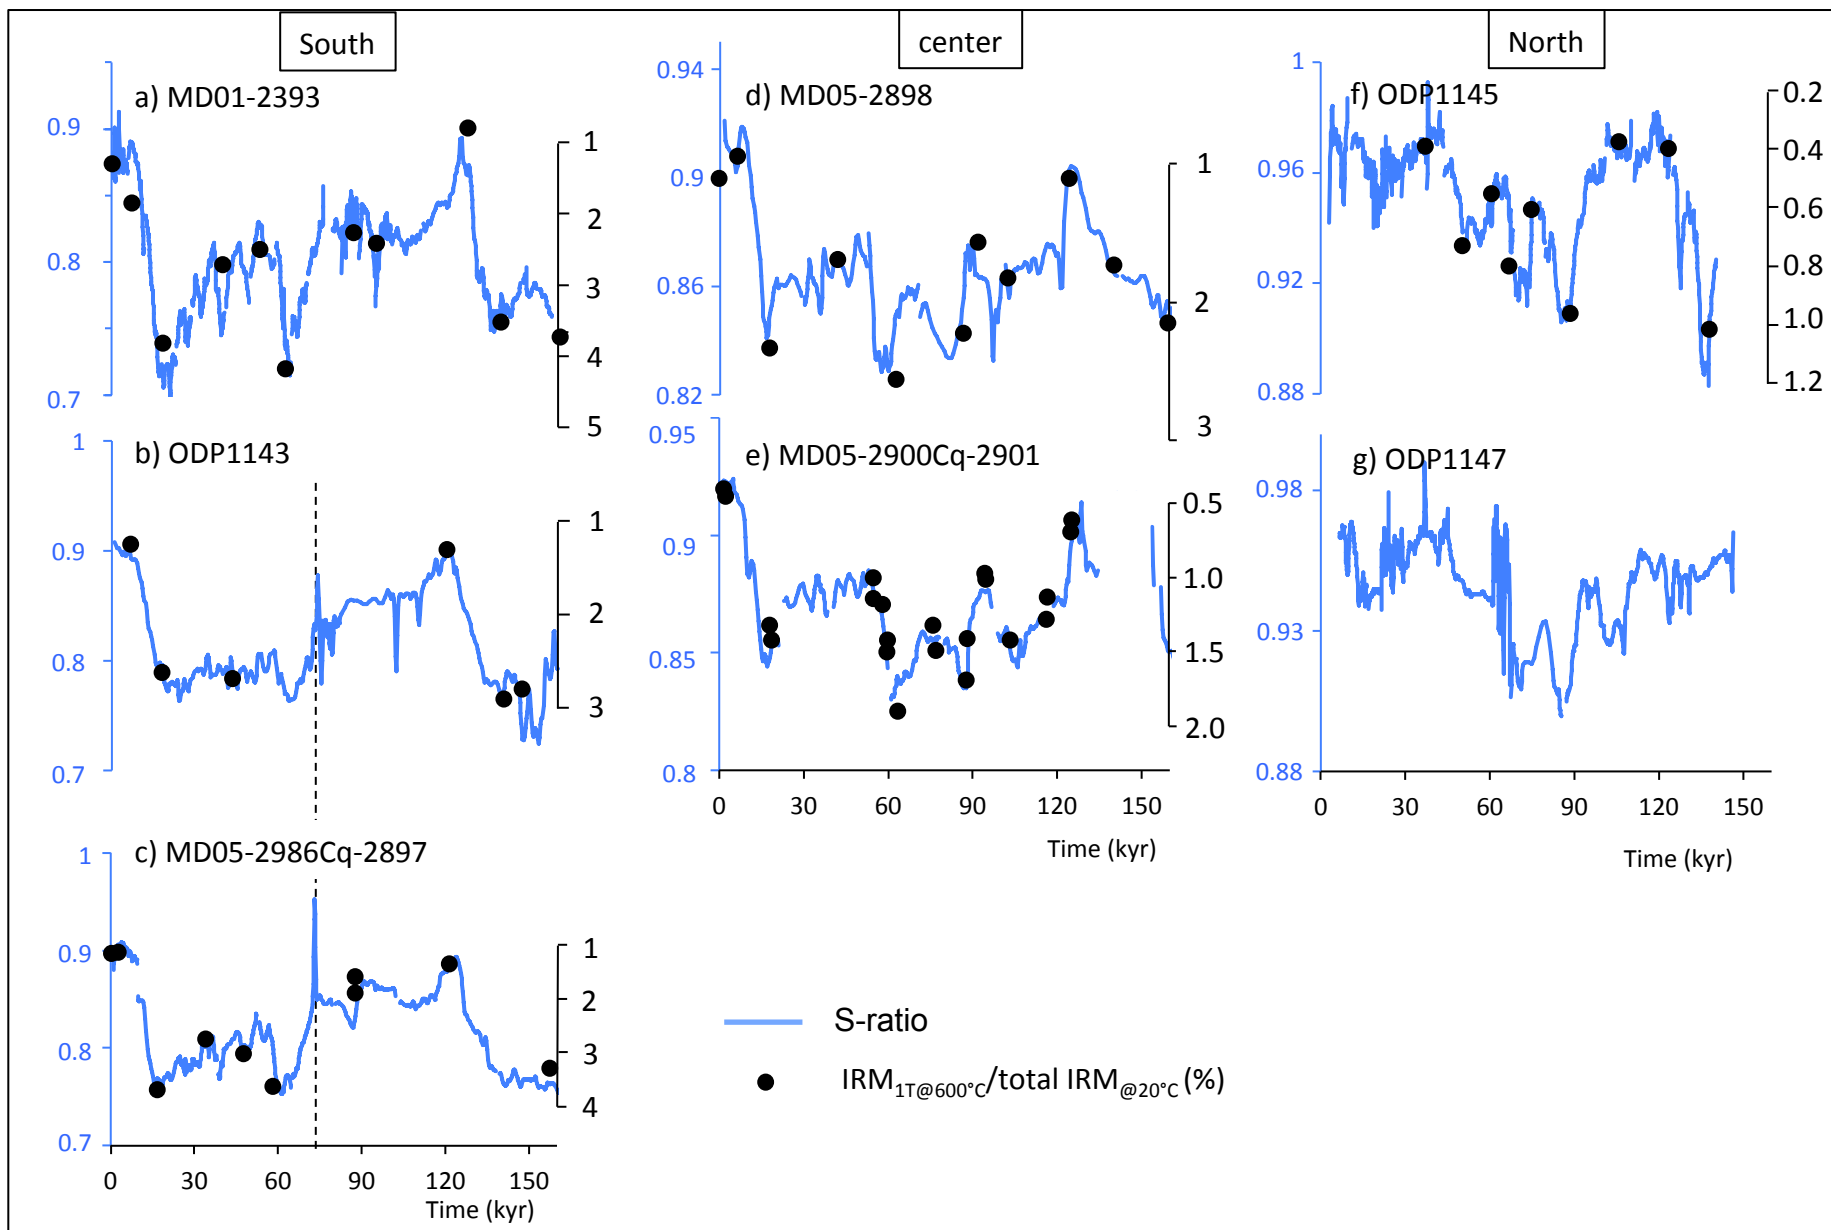 South
center
North
a) MD01-2393
0.9
0.8
0.7
1
2
3
4
5
b) ODP1143
1
0.9
0.8
0.7
1
2
3
c) MD05-2986Cq-2897
1
0.9
0.8
0.7
1
2
3
4
0 30 60 90 120 150
Time (kyr)
d) MD05-2898
0.94
0.9
0.86
0.82
1
2
3
e) MD05-2900Cq-2901
0.95
0.9
0.85
0.8
0.5
1.0
1.5
2.0
0 30 60 90 120 150
Time (kyr)
f) ODP1145
1
0.96
0.92
0.88
0.2
0.4
0.6
0.8
1.0
1.2
g) ODP1147
0.98
0.93
0.88
0 30 60 90 120 150
Time (kyr)
S-ratio
IRM1T@600°C/total IRM@20°C (%)